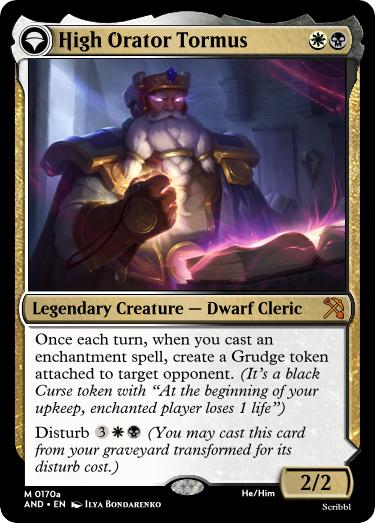 High Orator Tormus
Legendary Creature — Dwarf Cleric
Once each turn, when you cast an
enchantment spell, create a Grudge token
attached to target opponent. (It's a black
Curse token with “At the beginning of your
upkeep, enchanted player loses 1 life”)
Disturb 3 (You may cast this card
from your graveyard transformed for its
disturb cost.)
2/2
M 0170a
AND • EN Ilya Bondarenko
He/Him
Scribbl